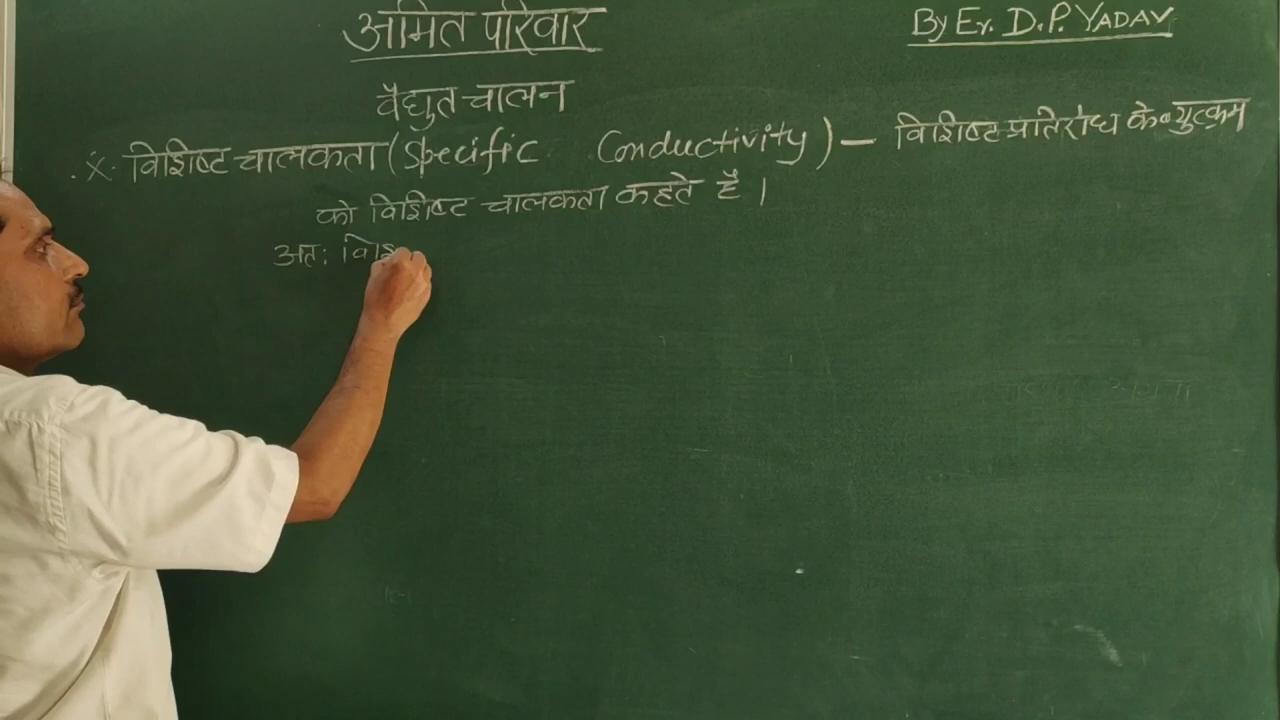 अमित परिवार
By Er. D.P. YADAV
वैद्युत चालन
.x. विशिष्ट चालकता (Specific Conductivity) — विशिष्ट प्रतिरोध के व्युत्क्रम
को विशिष्ट चालकता कहते हैं।
अत: विश